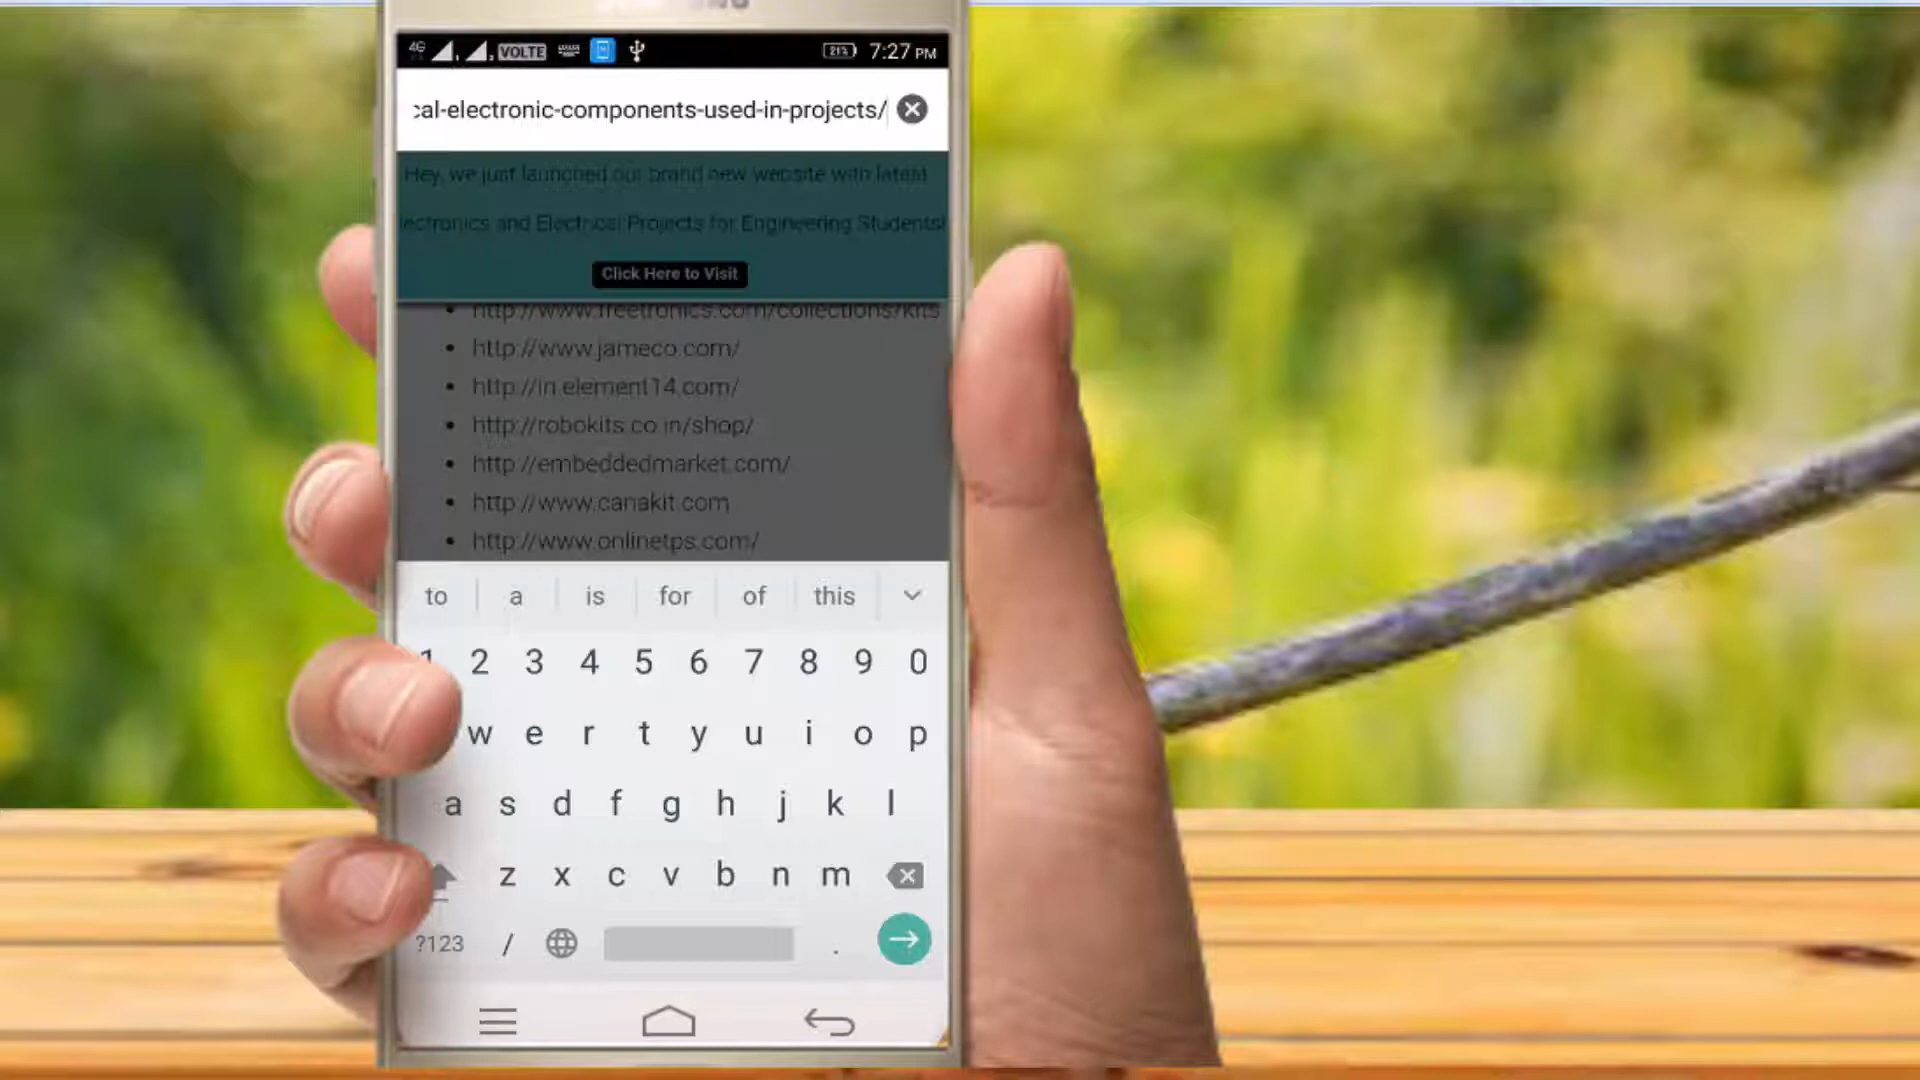 4G 1 2 VOLTE 21% 7:27 PM
cal-electronic-components-used-in-projects/
Hey, we just launched our brand new website with latest
lectronics and Electrical Projects for Engineering Students!
Click Here to Visit
http://www.freetronics.com/collections/kits
http://www.jameco.com/
http://in.element14.com/
http://robokits.co.in/shop/
http://embeddedmarket.com/
http://www.canakit.com
http://www.onlinetps.com/
to a is for of this
1 2 3 4 5 6 7 8 9 0
w e r t y u i o p
a s d f g h j k l
z x c v b n m
?123 / .